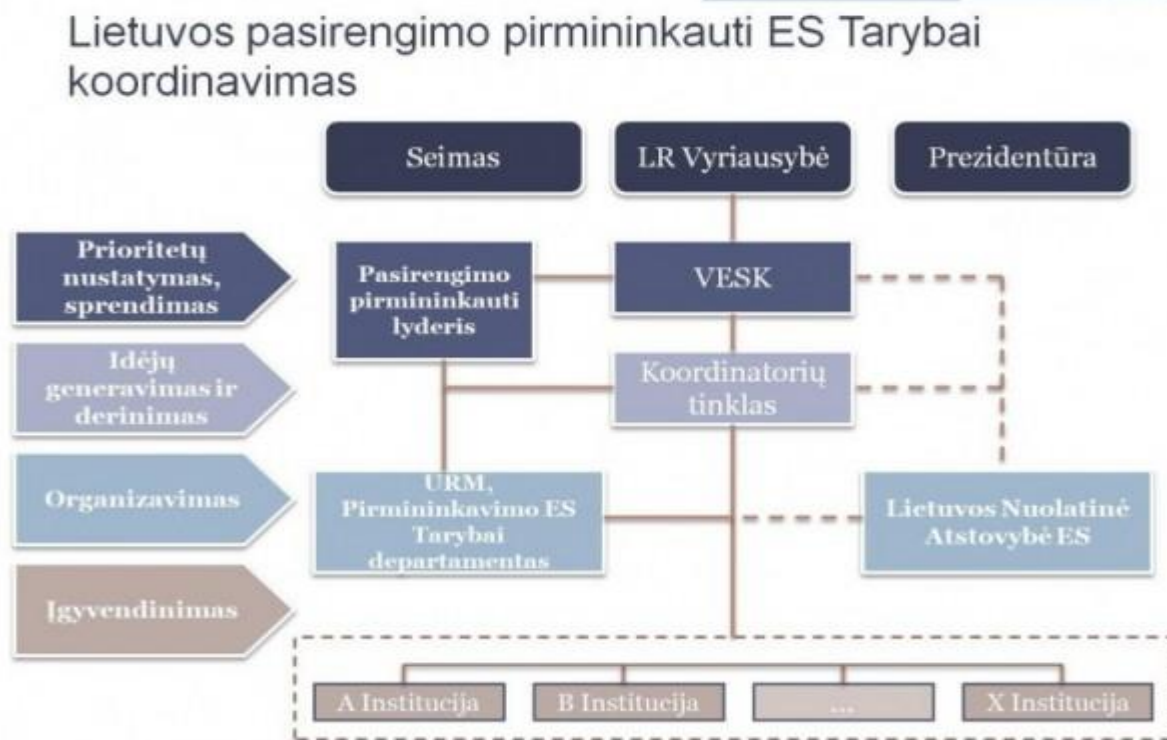 Lietuvos pasirengimo pirmininkauti ES Tarybai
koordinavimas
Seimas
LR Vyriausybė
Prezidentūra
Prioritetų
nustatymas,
sprendimas
Pasirengimo
pirmininkauti
lyderis
VESK
Idėjų
generavimas ir
derinimas
Koordinatorių
tinklas
Organizavimas
URM,
Pirmininkavimo ES
Tarybai
departamentas
Lietuvos Nuolatinė
Atstovybė ES
Įgyvendinimas
A Institucija
B Institucija
...
X Institucija